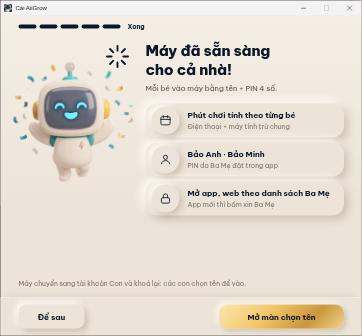 Cài AiiGrow
Xong
Máy đã sẵn sàng
cho cả nhà!
Mỗi bé vào máy bằng tên + PIN 4 số.
Phút chơi tính theo từng bé
Điện thoại + máy tính trừ chung
Bảo Anh · Bảo Minh
PIN do Ba Mẹ đặt trong app
Mở app, web theo danh sách Ba Mẹ
App mới thì bấm xin Ba Mẹ
Máy chuyển sang tài khoản Con và khoá lại: các con chọn tên để vào.
Để sau
Mở màn chọn tên